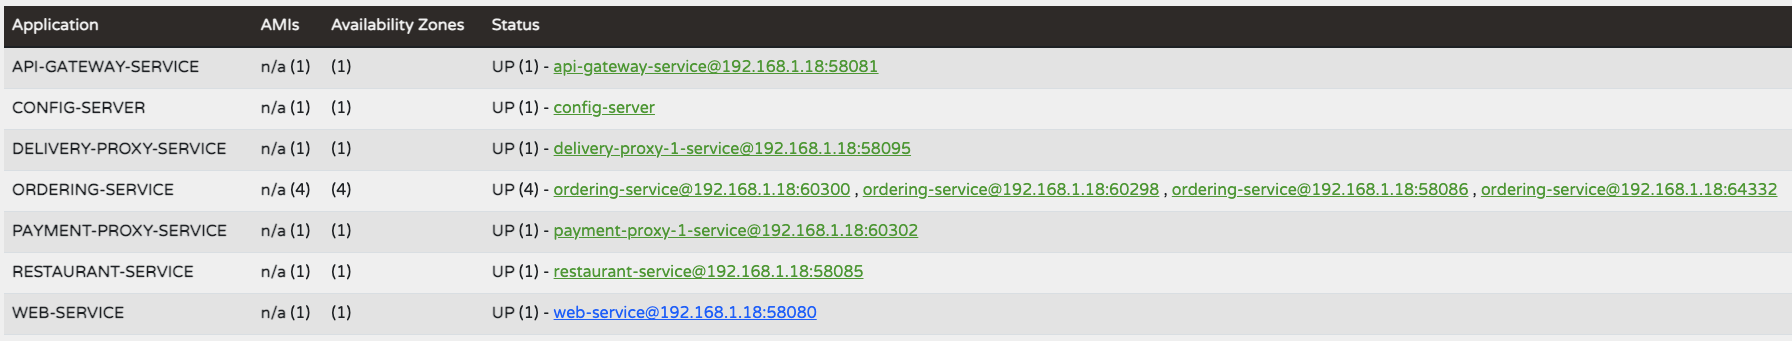 Application AMIs Availability Zones Status
API-GATEWAY-SERVICE n/a (1) (1) UP (1) - api-gateway-service@192.168.1.18:58081
CONFIG-SERVER n/a (1) (1) UP (1) - config-server
DELIVERY-PROXY-SERVICE n/a (1) (1) UP (1) - delivery-proxy-1-service@192.168.1.18:58095
ORDERING-SERVICE n/a (4) (4) UP (4) - ordering-service@192.168.1.18:60300 , ordering-service@192.168.1.18:60298 , ordering-service@192.168.1.18:58086 , ordering-service@192.168.1.18:64332
PAYMENT-PROXY-SERVICE n/a (1) (1) UP (1) - payment-proxy-1-service@192.168.1.18:60302
RESTAURANT-SERVICE n/a (1) (1) UP (1) - restaurant-service@192.168.1.18:58085
WEB-SERVICE n/a (1) (1) UP (1) - web-service@192.168.1.18:58080